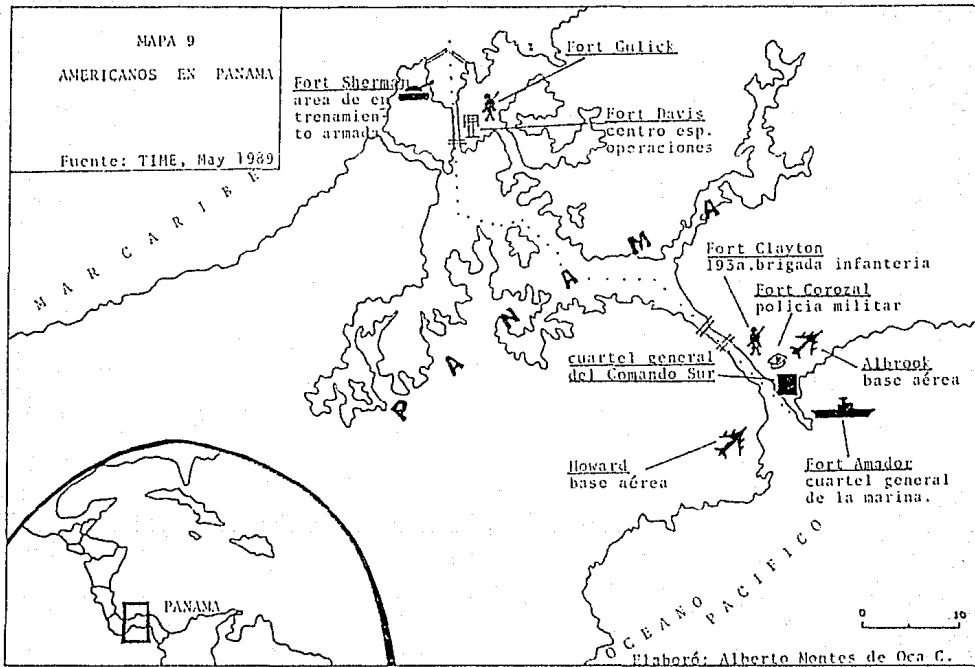 MAPA 9
AMERICANOS EN PANAMA
Fuente: TIME, May 1989
Fort Sherman
area de en
trenamien
to armada
Fort Gulick
Fort Davis
centro esp.
operaciones
MAR CARIBE
PANAMA
Fort Clayton
193a.brigada infanteria
Fort Corozal
policia militar
cuartel general
del Comando Sur
Albrook
base aérea
Howard
base aérea
Fort Amador
cuartel general
de la marina.
OCEANO
PACIFICO
PANAMA
0 10
Elaboró: Alberto Montes de Oca C.